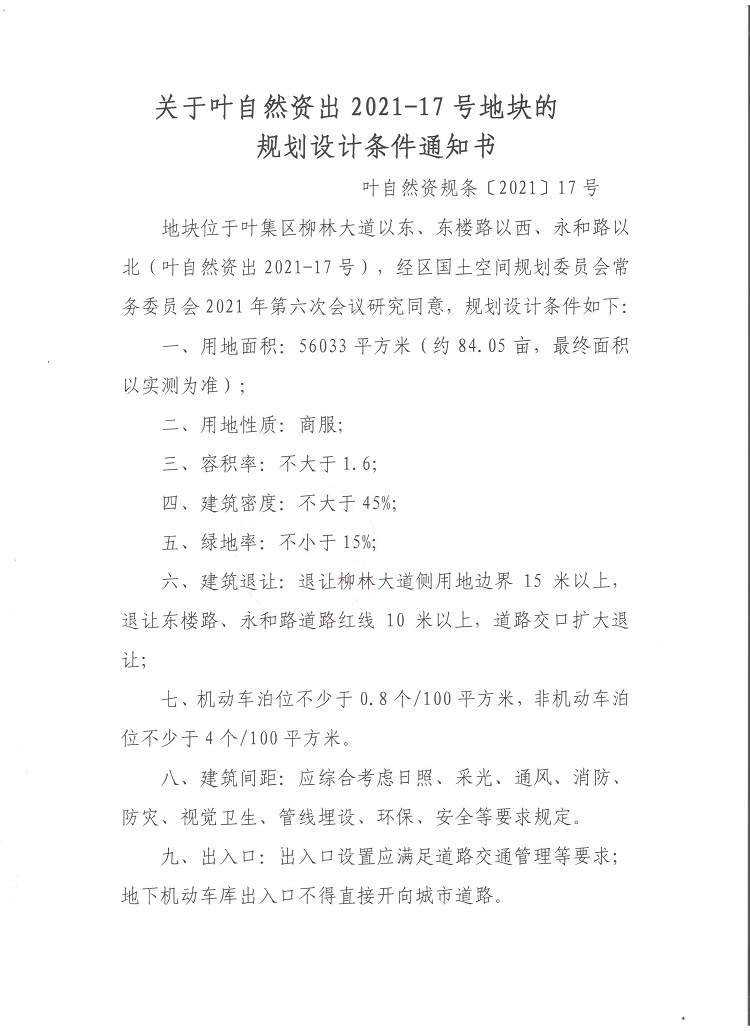 关于叶自然资出 2021-17 号地块的
规划设计条件通知书
叶自然资规条〔2021〕17 号
地块位于叶集区柳林大道以东、东楼路以西、永和路以
北（叶自然资出 2021-17 号），经区国土空间规划委员会常
务委员会 2021 年第六次会议研究同意，规划设计条件如下：
一、用地面积：56033 平方米（约 84.05 亩，最终面积
以实测为准）；
二、用地性质：商服；
三、容积率：不大于 1.6；
四、建筑密度：不大于 45%；
五、绿地率：不小于 15%；
六、建筑退让：退让柳林大道侧用地边界 15 米以上，
退让东楼路、永和路道路红线 10 米以上，道路交口扩大退
让；
七、机动车泊位不少于 0.8 个/100 平方米，非机动车泊
位不少于 4 个/100 平方米。
八、建筑间距：应综合考虑日照、采光、通风、消防、
防灾、视觉卫生、管线埋设、环保、安全等要求规定。
九、出入口：出入口设置应满足道路交通管理等要求；
地下机动车库出入口不得直接开向城市道路。